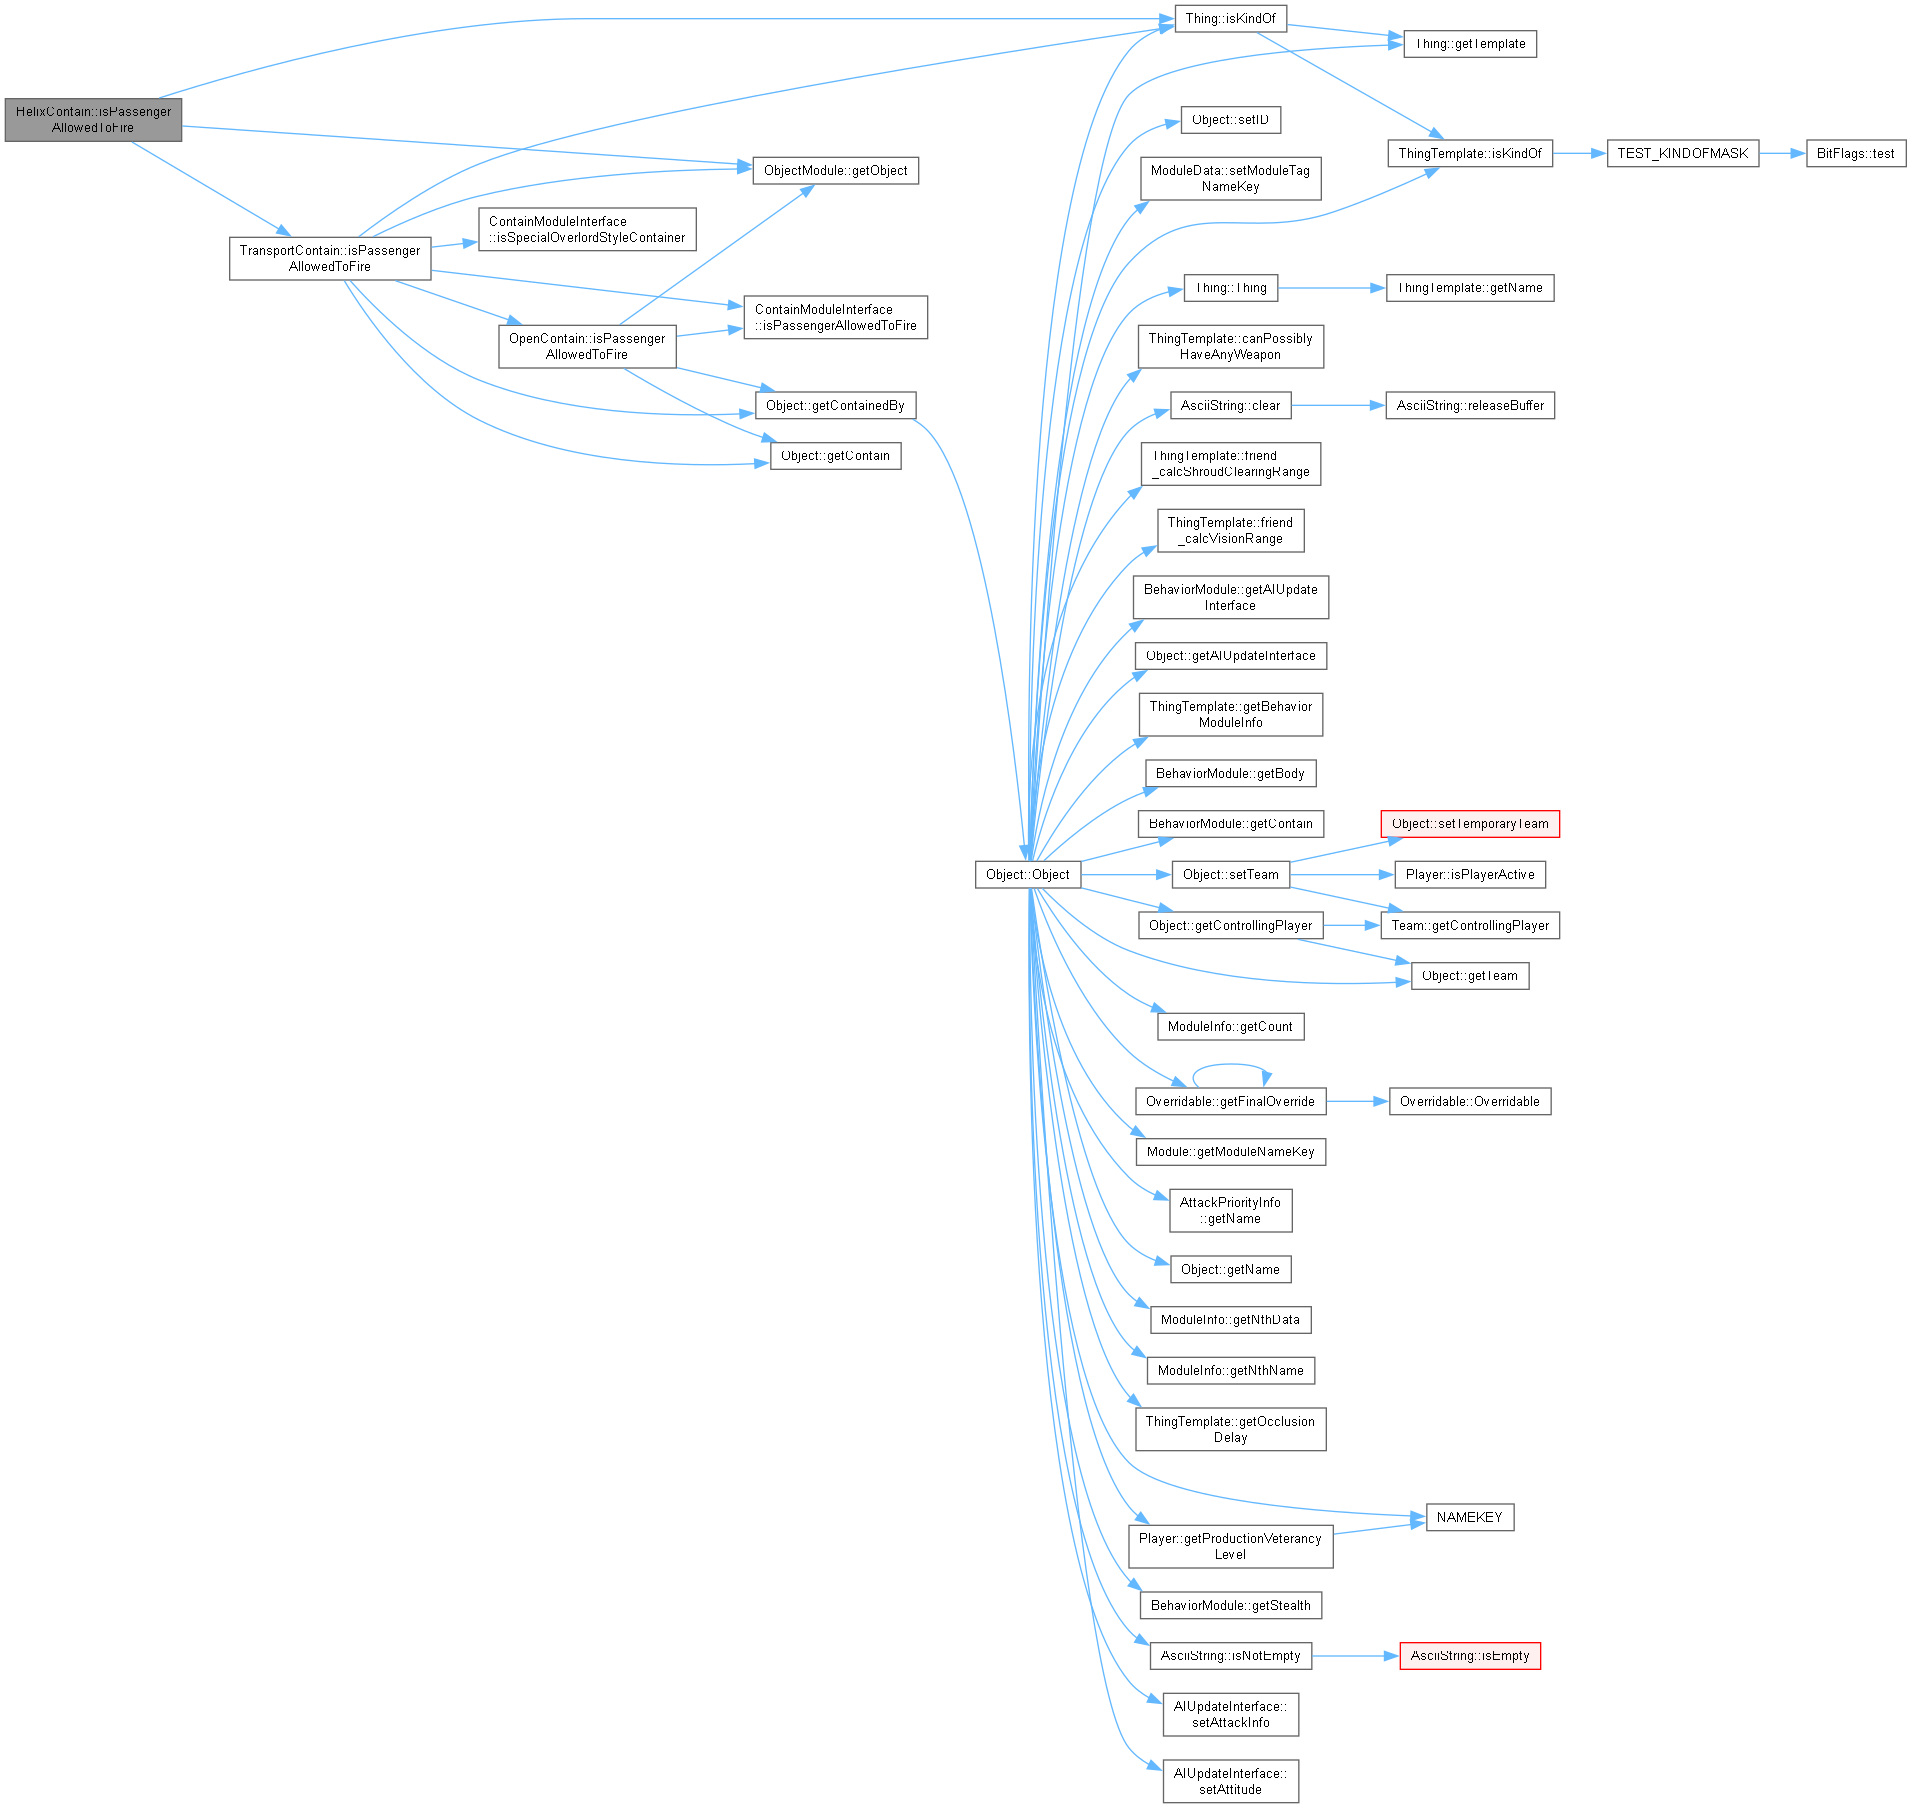 HelixContain::isPassenger
AllowedToFire
TransportContain::isPassenger
AllowedToFire
ContainModuleInterface
::isSpecialOverlordStyleContainer
OpenContain::isPassenger
AllowedToFire
ObjectModule::getObject
ContainModuleInterface
::isPassengerAllowedToFire
Object::getContainedBy
Object::getContain
Object::Object
Thing::isKindOf
Thing::getTemplate
Object::setID
ThingTemplate::isKindOf
TEST_KINDOFMASK
BitFlags::test
ModuleData::setModuleTag
NameKey
Thing::Thing
ThingTemplate::getName
ThingTemplate::canPossibly
HaveAnyWeapon
AsciiString::clear
AsciiString::releaseBuffer
ThingTemplate::friend
_calcShroudClearingRange
ThingTemplate::friend
_calcVisionRange
BehaviorModule::getAIUpdate
Interface
Object::getAIUpdateInterface
ThingTemplate::getBehavior
ModuleInfo
BehaviorModule::getBody
BehaviorModule::getContain
Object::setTemporaryTeam
Object::setTeam
Player::isPlayerActive
Object::getControllingPlayer
Team::getControllingPlayer
Object::getTeam
ModuleInfo::getCount
Overridable::getFinalOverride
Overridable::Overridable
Module::getModuleNameKey
AttackPriorityInfo
::getName
Object::getName
ModuleInfo::getNthData
ModuleInfo::getNthName
ThingTemplate::getOcclusion
Delay
NAMEKEY
Player::getProductionVeterancy
Level
BehaviorModule::getStealth
AsciiString::isNotEmpty
AsciiString::isEmpty
AIUpdateInterface::
setAttackInfo
AIUpdateInterface::
setAttitude